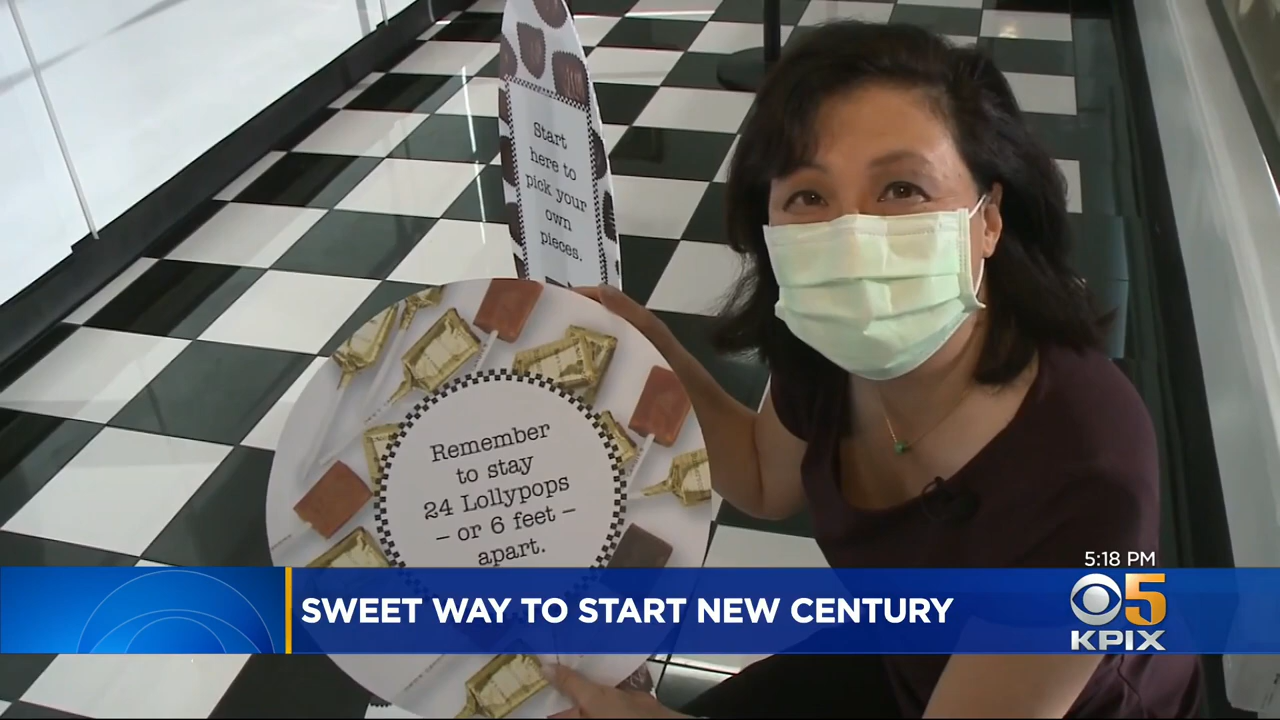 Start
here to
pick your
own
pieces.
Remember
to stay
24 Lollypops
– or 6 feet –
apart.
5:18 PM
SWEET WAY TO START NEW CENTURY
5
KPIX